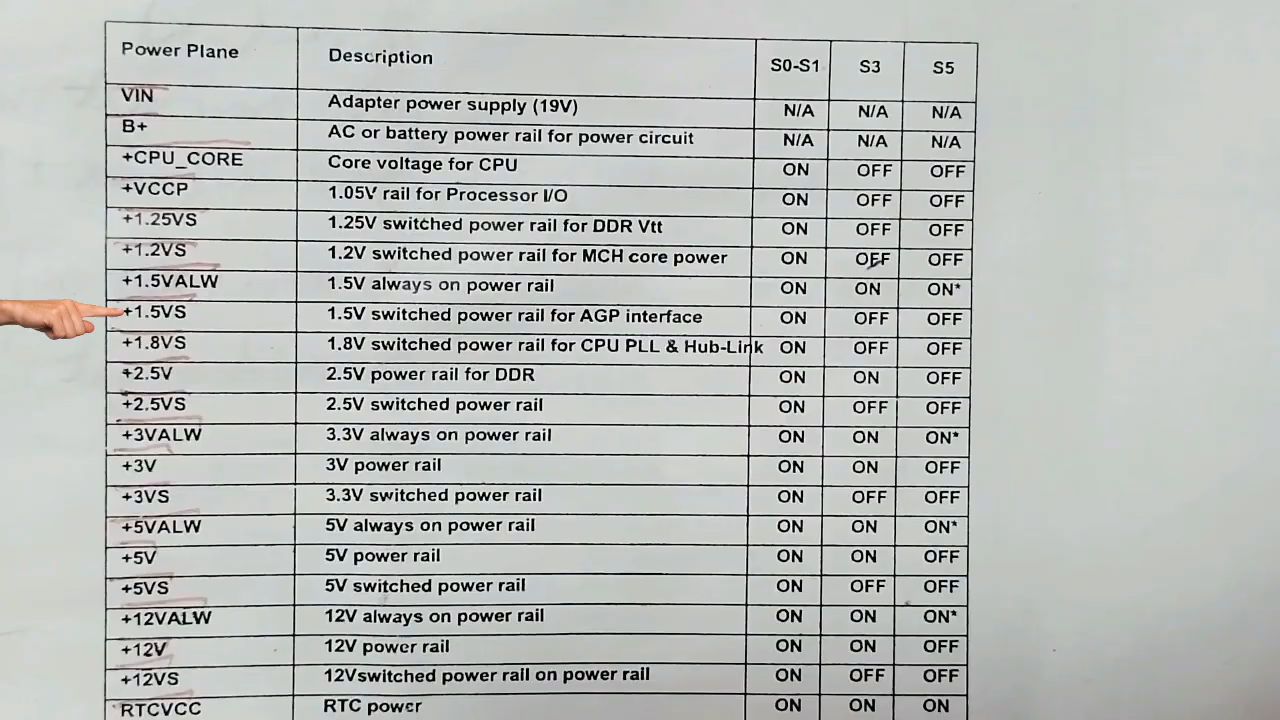 Power Plane Description S0-S1 S3 S5
VIN Adapter power supply (19V) N/A N/A N/A
B+ AC or battery power rail for power circuit N/A N/A N/A
+CPU_CORE Core voltage for CPU ON OFF OFF
+VCCP 1.05V rail for Processor I/O ON OFF OFF
+1.25VS 1.25V switched power rail for DDR Vtt ON OFF OFF
+1.2VS 1.2V switched power rail for MCH core power ON OFF OFF
+1.5VALW 1.5V always on power rail ON ON ON*
+1.5VS 1.5V switched power rail for AGP interface ON OFF OFF
+1.8VS 1.8V switched power rail for CPU PLL & Hub-Link ON OFF OFF
+2.5V 2.5V power rail for DDR ON ON OFF
+2.5VS 2.5V switched power rail ON OFF OFF
+3VALW 3.3V always on power rail ON ON ON*
+3V 3V power rail ON ON OFF
+3VS 3.3V switched power rail ON OFF OFF
+5VALW 5V always on power rail ON ON ON*
+5V 5V power rail ON ON OFF
+5VS 5V switched power rail ON OFF OFF
+12VALW 12V always on power rail ON ON ON*
+12V 12V power rail ON ON OFF
+12VS 12Vswitched power rail on power rail ON OFF OFF
RTCVCC RTC power ON ON ON